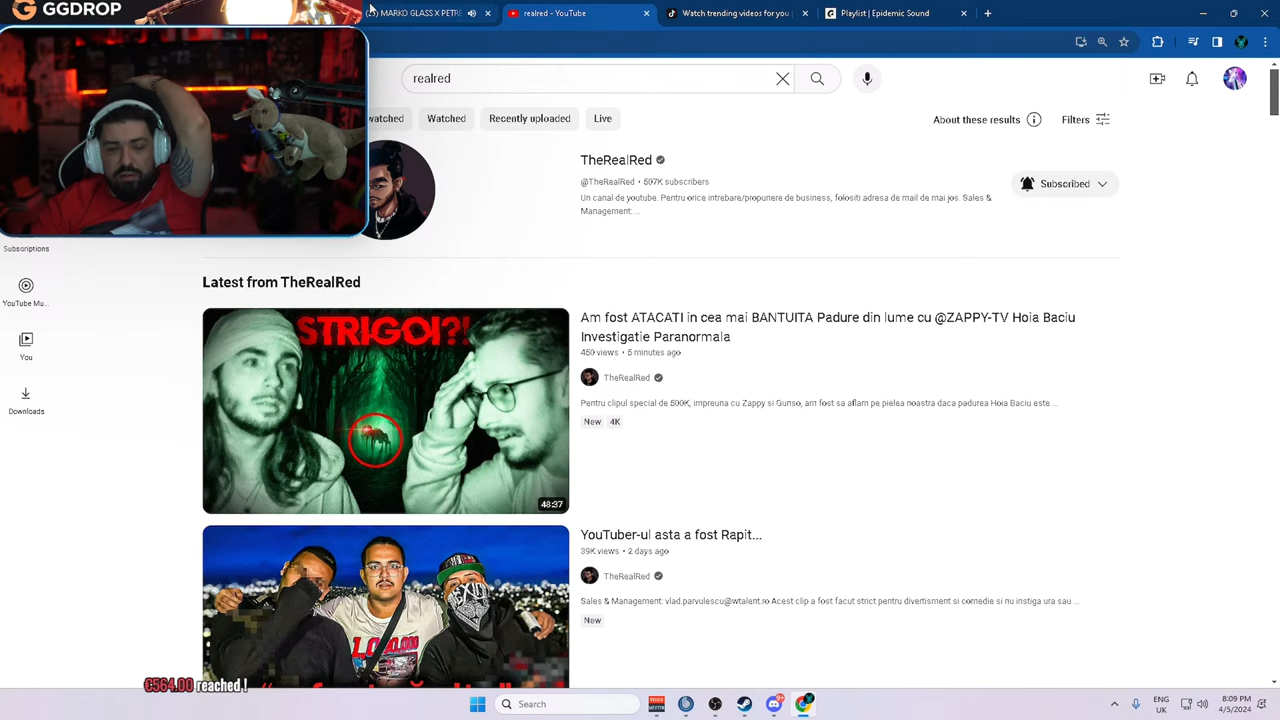 GGDROP
(23) MARKO GLASS X PETRE
realred - YouTube
Watch trending videos for you
Playlist | Epidemic Sound
realred
watched
Watched
Recently uploaded
Live
About these results
Filters
TheRealRed
@TheRealRed • 507K subscribers
Un canal de youtube. Pentru orice intrebare/propunere de business, folositi adresa de mail de mai jos. Sales &
Management: ...
Subscribed
Subscriptions
YouTube Mu...
You
Downloads
Latest from TheRealRed
STRIGOI?!
48:37
Am fost ATACATI in cea mai BANTUITA Padure din lume cu @ZAPPY-TV Hoia Baciu
Investigatie Paranormala
450 views • 5 minutes ago
TheRealRed
Pentru clipul special de 500K, impreuna cu Zappy si Gunso, am fost sa aflam pe pielea noastra daca padurea Hoia Baciu este ...
New
4K
YouTuber-ul asta a fost Rapit...
39K views • 2 days ago
TheRealRed
Sales & Management: vlad.parvulescu@wtalent.ro Acest clip a fost facut strict pentru divertisment si comedie si nu instiga ura sau ...
New
€564.00 reached !
Search
ENG
UK
8:09 PM
4/5/2024